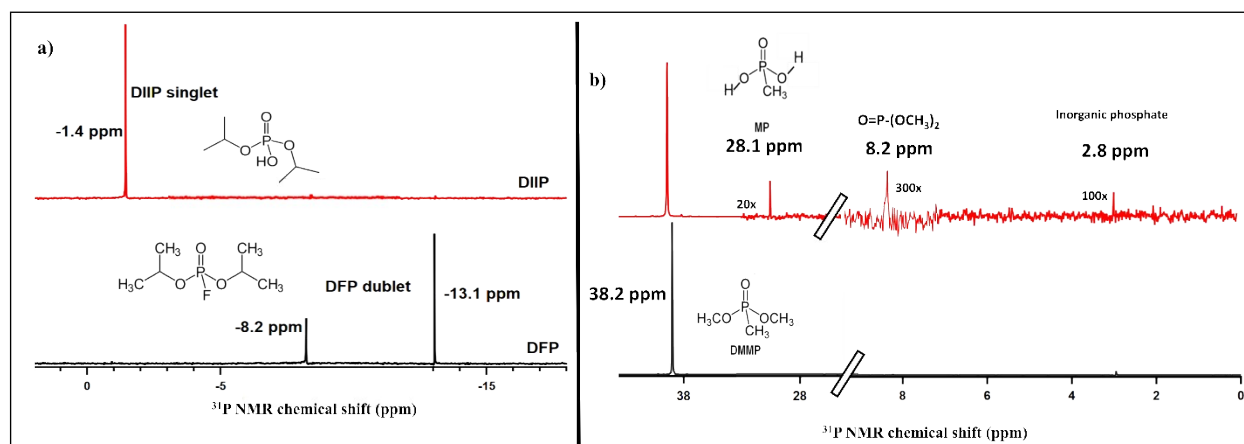 a)
DIIP singlet
-1.4 ppm
O
P
O
O
HO
DIIP
CH₃
O
CH₃
H₃C
O
P
O
CH₃
F
DFP dublet
-8.2 ppm
-13.1 ppm
DFP
0
-5
-15
³¹P NMR chemical shift (ppm)
b)
O
H
P
O
O
H
CH₃
MP
28.1 ppm
O=P-(OCH₃)₂
8.2 ppm
Inorganic phosphate
2.8 ppm
20x
300x
100x
38.2 ppm
O
H₃CO
P
OCH₃
CH₃
DMMP
38
28
8
6
4
2
0
³¹P NMR chemical shift (ppm)